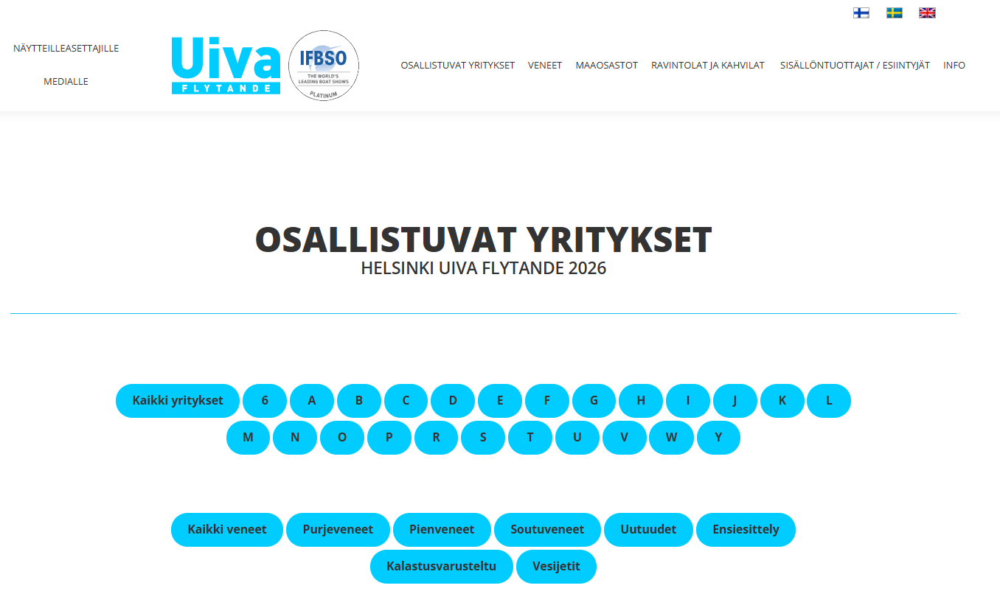 NÄYTTEILLEASETTAJILLE
MEDIALLE
Uiva
FLYTANDE
IFBSO
THE WORLD'S
LEADING BOAT SHOWS
PLATINUM
OSALLISTUVAT YRITYKSET VENEET MAAOSASTOT RAVINTOLAT JA KAHVILAT SISÄLLÖNTUOTTAJAT / ESIINTYJÄT INFO
OSALLISTUVAT YRITYKSET
HELSINKI UIVA FLYTANDE 2026
Kaikki yritykset 6 A B C D E F G H I J K L
M N O P R S T U V W Y
Kaikki veneet Purjeveneet Pienveneet Soutuveneet Uutuudet Ensiesittely
Kalastusvarusteltu Vesijetit